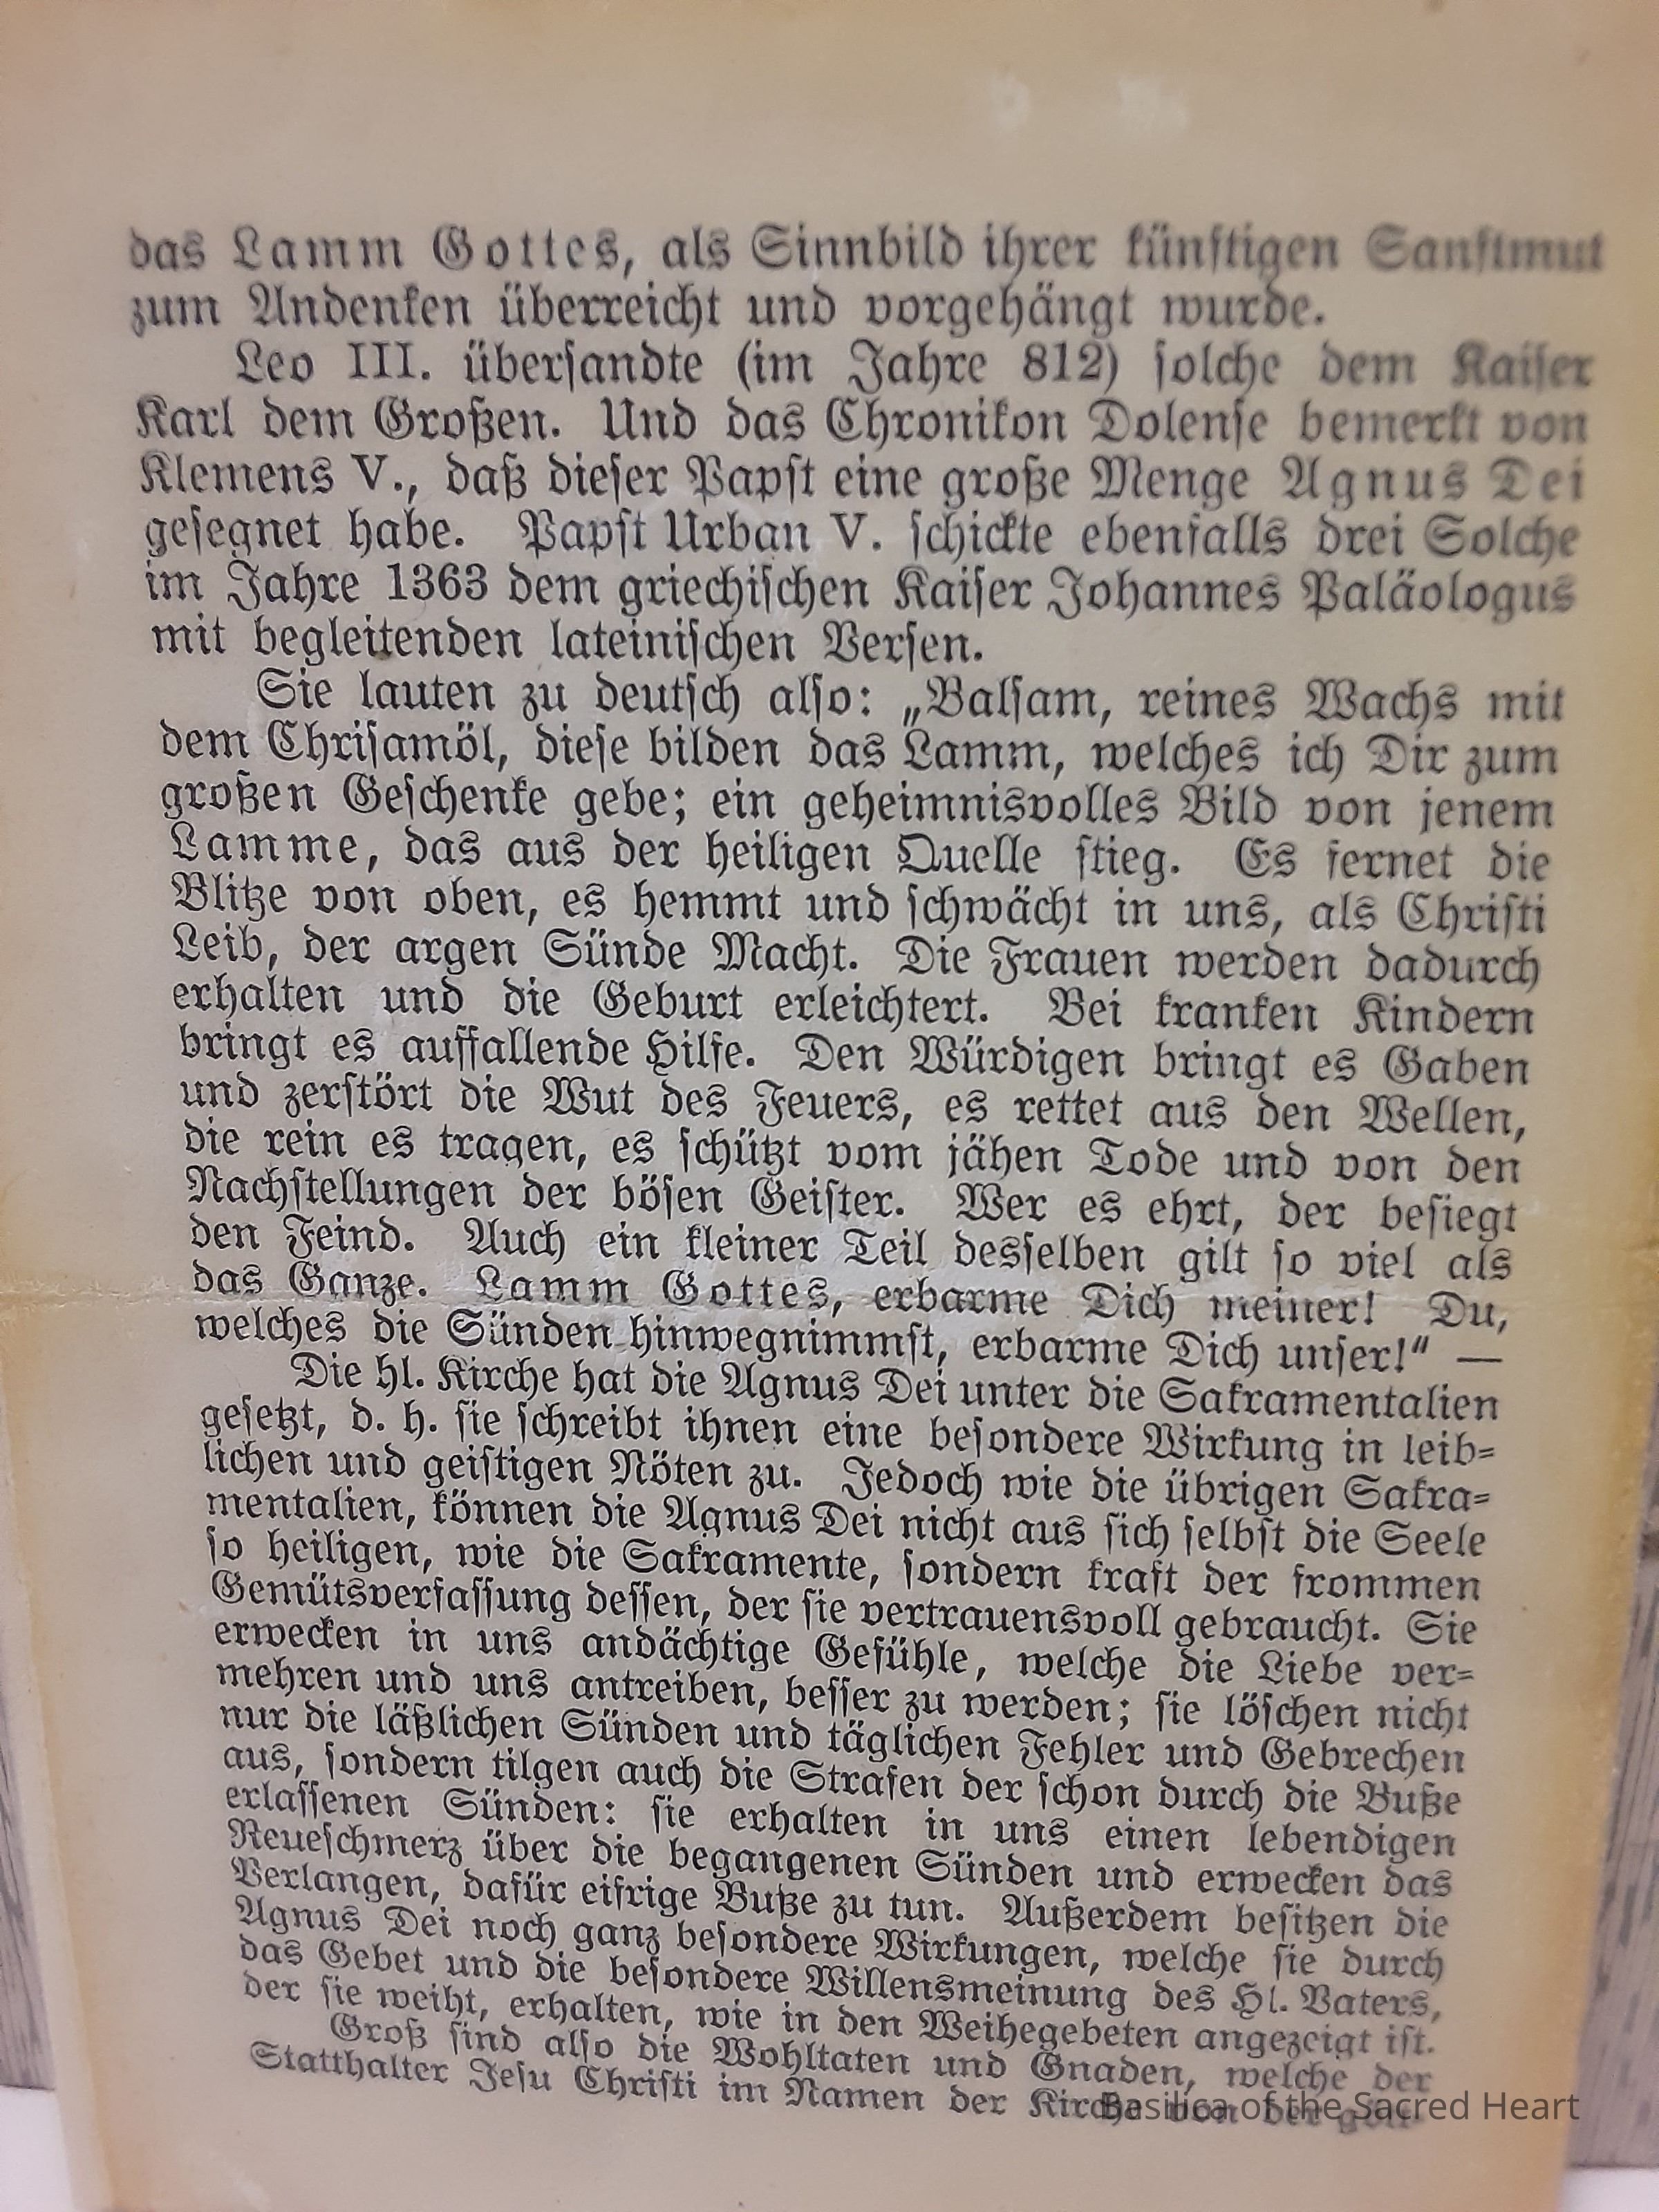 das Lamm Gottes, als Sinnbild ihrer künftigen Sanftmut
zum Andenken überreicht und vorgehängt wurde.
Leo III. übersandte (im Jahre 812) solche dem Kaiser
Karl dem Großen. Und das Chronikon Dolense bemerkt von
Klemens V., daß dieser Papst eine große Menge Agnus Dei
gesegnet habe. Papst Urban V. schickte ebenfalls drei Solche
im Jahre 1363 dem griechischen Kaiser Johannes Paläologus
mit begleitenden lateinischen Versen.
Sie lauten zu deutsch also: „Balsam, reines Wachs mit
dem Chrisamöl, diese bilden das Lamm, welches ich Dir zum
großen Geschenke gebe; ein geheimnisvolles Bild von jenem
Lamme, das aus der heiligen Quelle stieg. Es fernet die
Blitze von oben, es hemmt und schwächt in uns, als Christi
Leib, der argen Sünde Macht. Die Frauen werden dadurch
erhalten und die Geburt erleichtert. Bei kranken Kindern
bringt es auffallende Hilfe. Den Würdigen bringt es Gaben
und zerstört die Wut des Feuers, es rettet aus den Wellen,
die rein es tragen, es schützt vom jähen Tode und von den
Nachstellungen der bösen Geister. Wer es ehrt, der besiegt
den Feind. Auch ein kleiner Teil desselben gilt so viel als
das Ganze. Lamm Gottes, erbarme Dich meiner! Du,
welches die Sünden hinwegnimmst, erbarme Dich unser!“ —
Die hl. Kirche hat die Agnus Dei unter die Sakramentalien
gesetzt, d. h. sie schreibt ihnen eine besondere Wirkung in leib-
lichen und geistigen Nöten zu. Jedoch wie die übrigen Sakra-
mentalien, können die Agnus Dei nicht aus sich selbst die Seele
so heiligen, wie die Sakramente, sondern kraft der frommen
Gemütsverfassung dessen, der sie vertrauensvoll gebraucht. Sie
erwecken in uns andächtige Gefühle, welche die Liebe ver-
mehren und uns antreiben, besser zu werden; sie löschen nicht
nur die läßlichen Sünden und täglichen Fehler und Gebrechen
aus, sondern tilgen auch die Strafen der schon durch die Buße
erlassenen Sünden: sie erhalten in uns einen lebendigen
Reueschmerz über die begangenen Sünden und erwecken das
Verlangen, dafür eifrige Buße zu tun. Außerdem besitzen die
Agnus Dei noch ganz besondere Wirkungen, welche sie durch
das Gebet und die besondere Willensmeinung des Hl. Vaters,
der sie weiht, erhalten, wie in den Weihegebeten angezeigt ist.
Groß sind also die Wohltaten und Gnaden, welche der
Statthalter Jesu Christi im Namen der Kirche von der
Basilica of the Sacred Heart